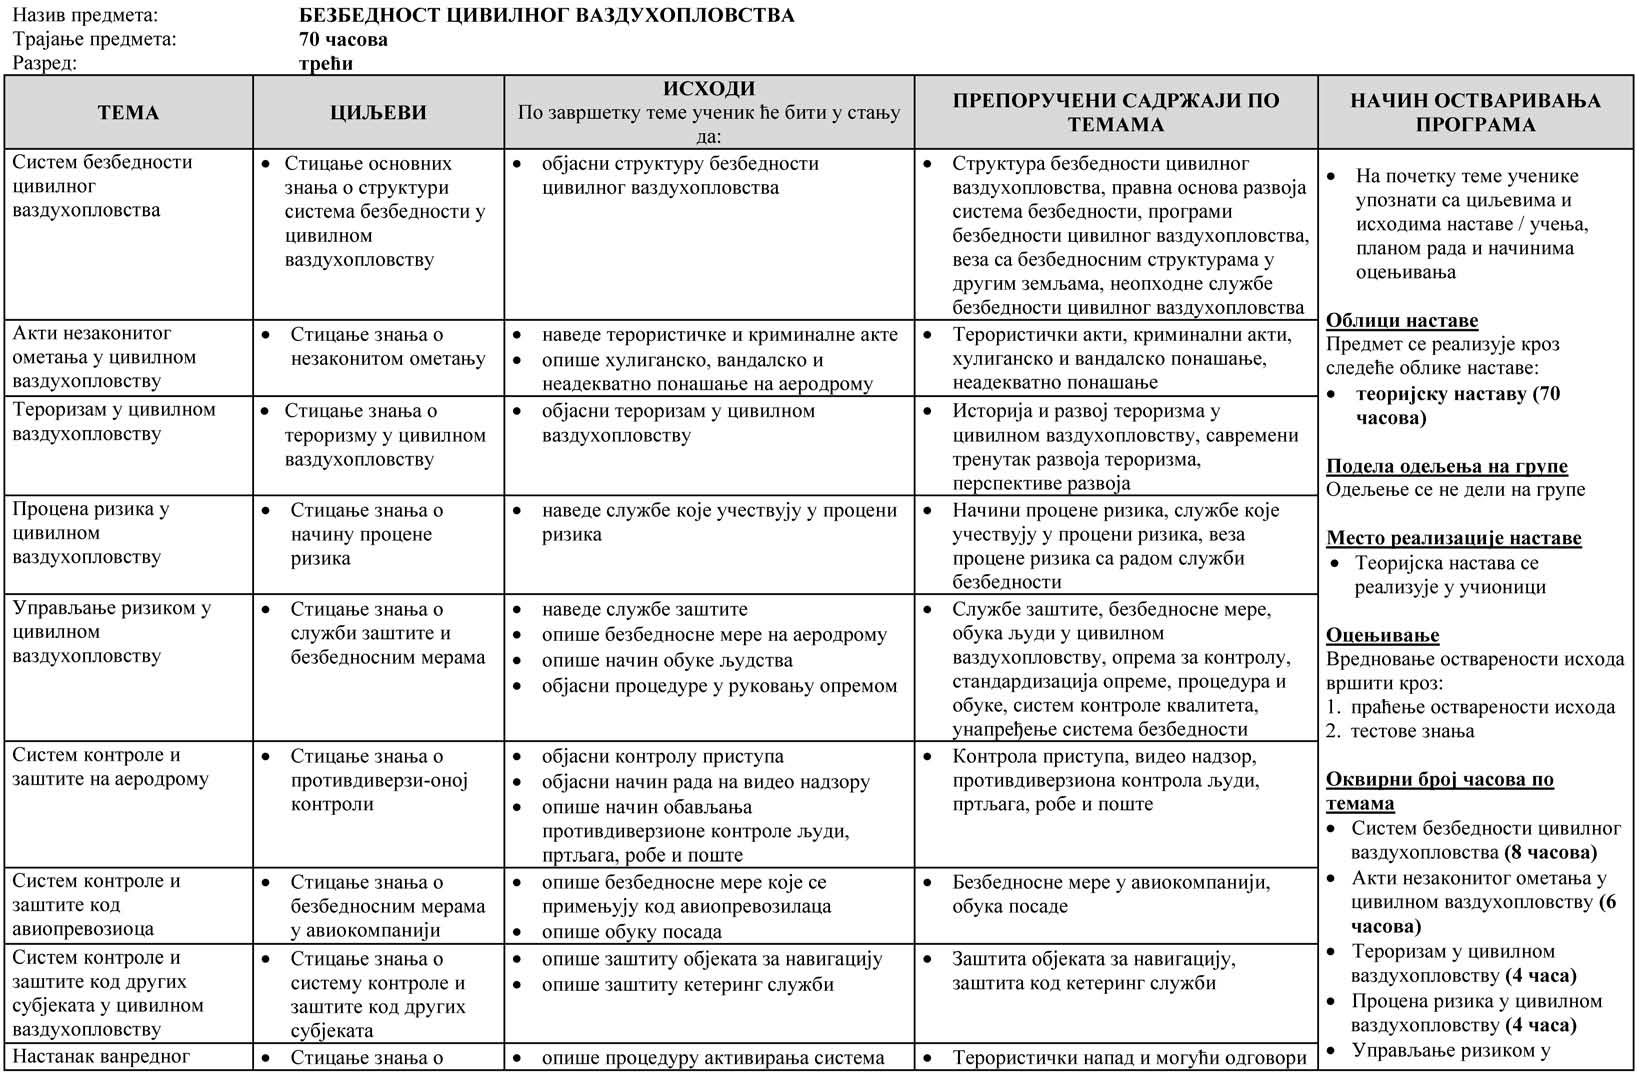 Назив предмета: БЕЗБЕДНОСТ ЦИВИЛНОГ ВАЗДУХОПЛОВСТВА
Трајање предмета: 70 часова
Разред: трећи
ТЕМА
ЦИЉЕВИ
ИСХОДИ
По завршетку теме ученик ће бити у стању
да:
ПРЕПОРУЧЕНИ САДРЖАЈИ ПО
ТЕМАМА
НАЧИН ОСТВАРИВАЊА
ПРОГРАМА
Систем безбедности
цивилног
ваздухопловства
• Стицање основних
знања о структури
система безбедности у
цивилном
ваздухопловству
• објасни структуру безбедности
цивилног ваздухопловства
• Структура безбедности цивилног
ваздухопловства, правна основа развоја
система безбедности, програми
безбедности цивилног ваздухопловства,
веза са безбедносним структурама у
другим земљама, неопходне службе
безбедности цивилног ваздухопловства
Акти незаконитог
ометања у цивилном
ваздухопловству
• Стицање знања о
незаконитом ометању
• наведе терористичке и криминалне акте
• опише хулиганско, вандалско и
неадекватно понашање на аеродрому
• Терористички акти, криминални акти,
хулиганско и вандалско понашање,
неадекватно понашање
Тероризам у цивилном
ваздухопловству
• Стицање знања о
тероризму у цивилном
ваздухопловству
• објасни тероризам у цивилном
ваздухопловству
• Историја и развој тероризма у
цивилном ваздухопловству, савремени
тренутак развоја тероризма,
перспективе развоја
Процена ризика у
цивилном
ваздухопловству
• Стицање знања о
начину процене
ризика
• наведе службе које учествују у процени
ризика
• Начини процене ризика, службе које
учествују у процени ризика, веза
процене ризика са радом служби
безбедности
Управљање ризиком у
цивилном
ваздухопловству
• Стицање знања о
служби заштите и
безбедносним мерама
• наведе службе заштите
• опише безбедносне мере на аеродрому
• опише начин обуке људства
• објасни процедуре у руковању опремом
• Службе заштите, безбедносне мере,
обука људи у цивилном
ваздухопловству, опрема за контролу,
стандардизација опреме, процедура и
обуке, систем контроле квалитета,
унапређење система безбедности
Систем контроле и
заштите на аеродрому
• Стицање знања о
противдиверзи-оној
контроли
• објасни контролу приступа
• објасни начин рада на видео надзору
• опише начин обављања
противдиверзионе контроле људи,
пртљага, робе и поште
• Контрола приступа, видео надзор,
противдиверзиона контрола људи,
пртљага, робе и поште
Систем контроле и
заштите код
авиопревозиоца
• Стицање знања о
безбедносним мерама
у авиокомпанији
• опише безбедносне мере које се
примењују код авиопревозилаца
• опише обуку посада
• Безбедносне мере у авиокомпанији,
обука посаде
Систем контроле и
заштите код других
субјеката у цивилном
ваздухопловству
• Стицање знања о
систему контроле и
заштите код других
субјеката
• опише заштиту објеката за навигацију
• опише заштиту кетеринг служби
• Заштита објеката за навигацију,
заштита код кетеринг служби
Настанак ванредног
• Стицање знања о
• опише процедуру активирања система
• Терористички напад и могући одговори
• На почетку теме ученике
упознати са циљевима и
исходима наставе / учења,
планом рада и начинима
оцењивања
Облици наставе
Предмет се реализује кроз
следеће облике наставе:
• теоријску наставу (70
часова)
Подела одељења на групе
Одељење се не дели на групе
Место реализације наставе
• Теоријска настава се
реализује у учионици
Оцењивање
Вредновање остварености исхода
вршити кроз:
1. праћење остварености исхода
2. тестове знања
Оквирни број часова по
темама
• Систем безбедности цивилног
ваздухопловства (8 часова)
• Акти незаконитог ометања у
цивилном ваздухопловству (6
часова)
• Тероризам у цивилном
ваздухопловству (4 часа)
• Процена ризика у цивилном
ваздухопловству (4 часа)
• Управљање ризиком у